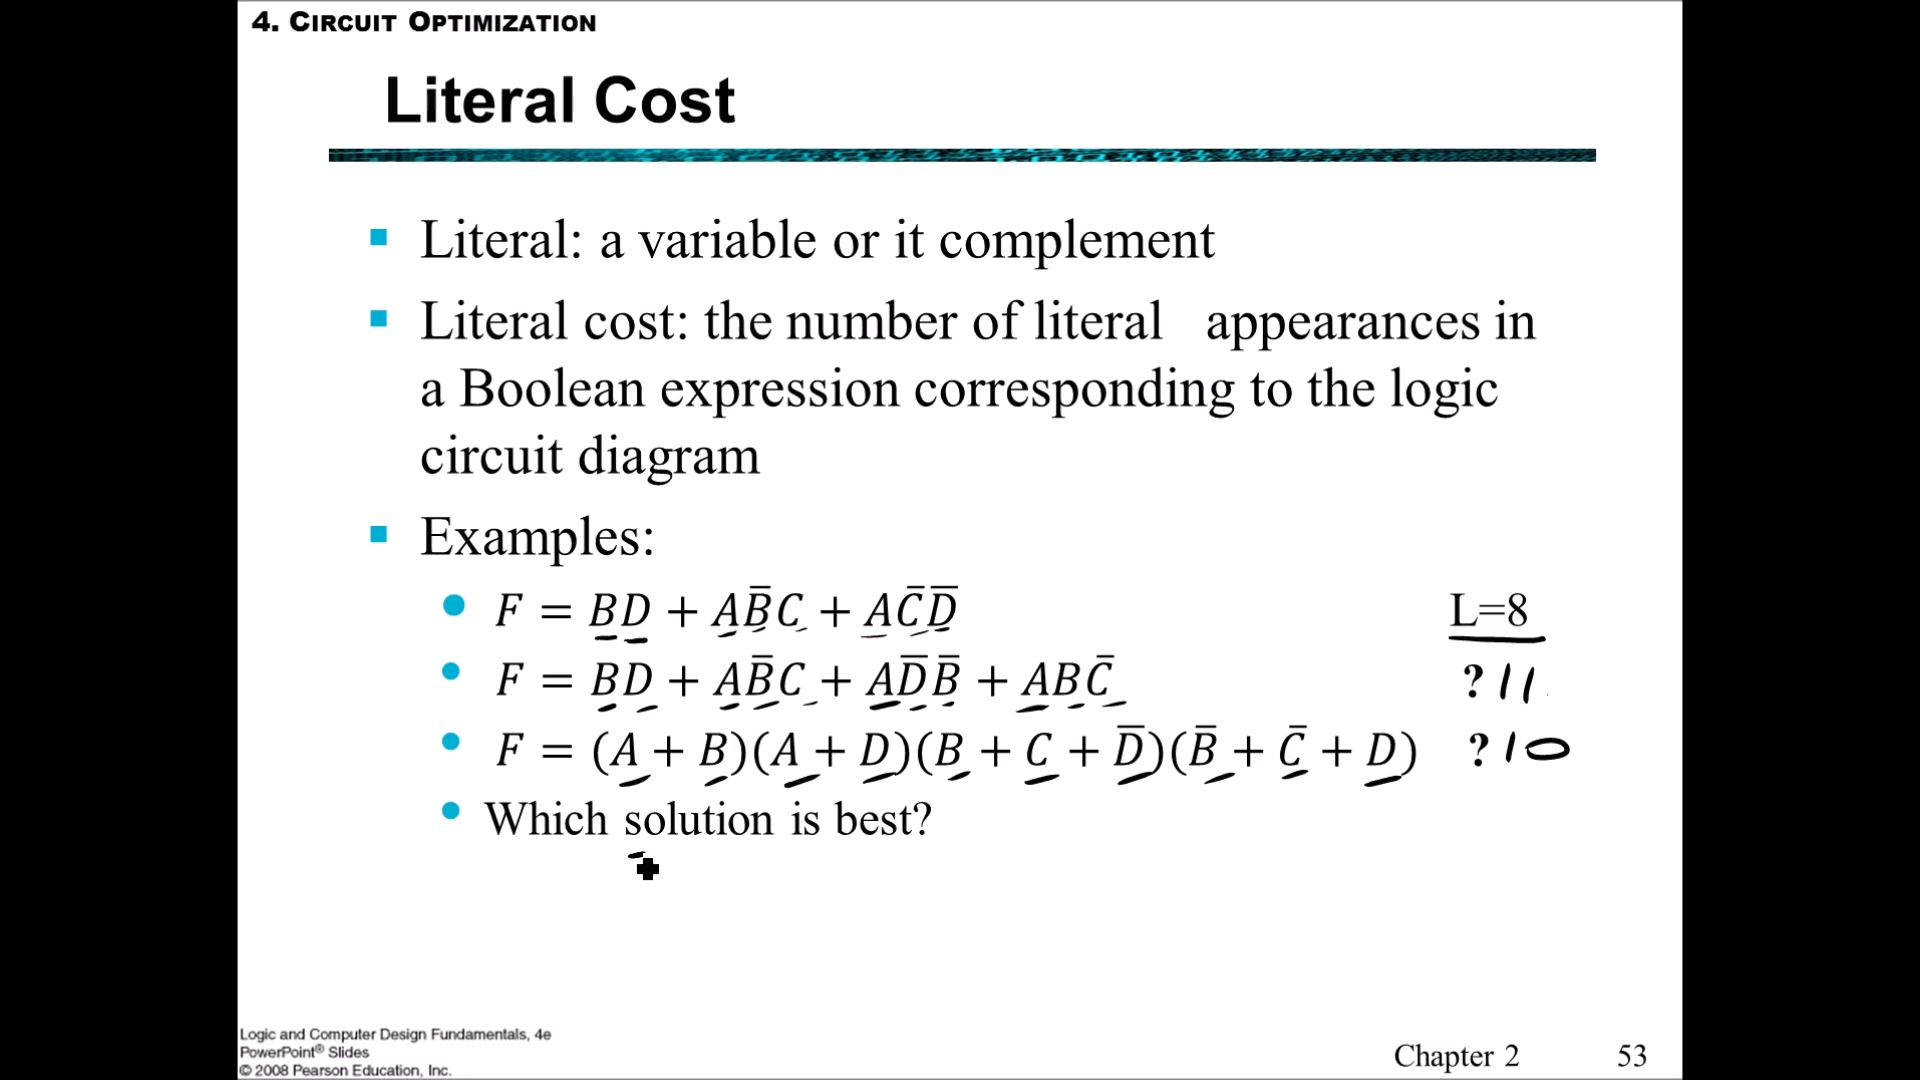 4. CIRCUIT OPTIMIZATION
Literal Cost
Literal: a variable or it complement
Literal cost: the number of literal appearances in
a Boolean expression corresponding to the logic
circuit diagram
Examples:
F = BD + AB̅C + AC̅D̅ L=8
F = BD + AB̅C + AD̅B̅ + ABC̅ ? 11
F = (A + B)(A + D)(B + C + D̅)(B̅ + C̅ + D) ? 10
Which solution is best?
Logic and Computer Design Fundamentals, 4e
PowerPoint® Slides
© 2008 Pearson Education, Inc.
Chapter 2 53